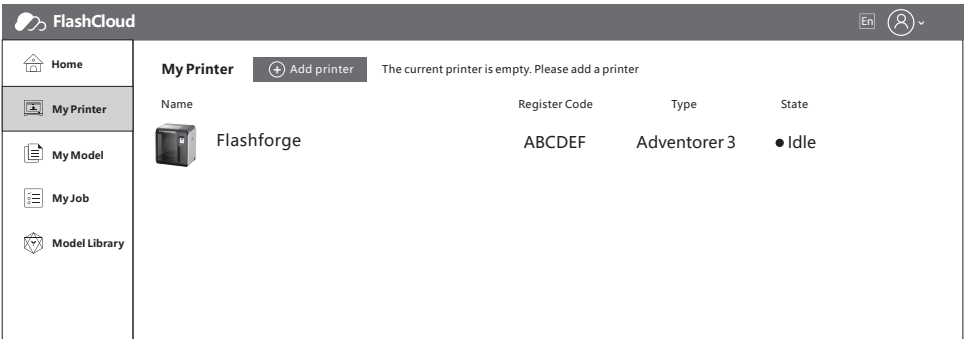 FlashCloud
En
Home
My Printer
My Model
My Job
Model Library
My Printer
Add printer
The current printer is empty. Please add a printer
Name Register Code Type State
Flashforge ABCDEF Adventorer 3 Idle